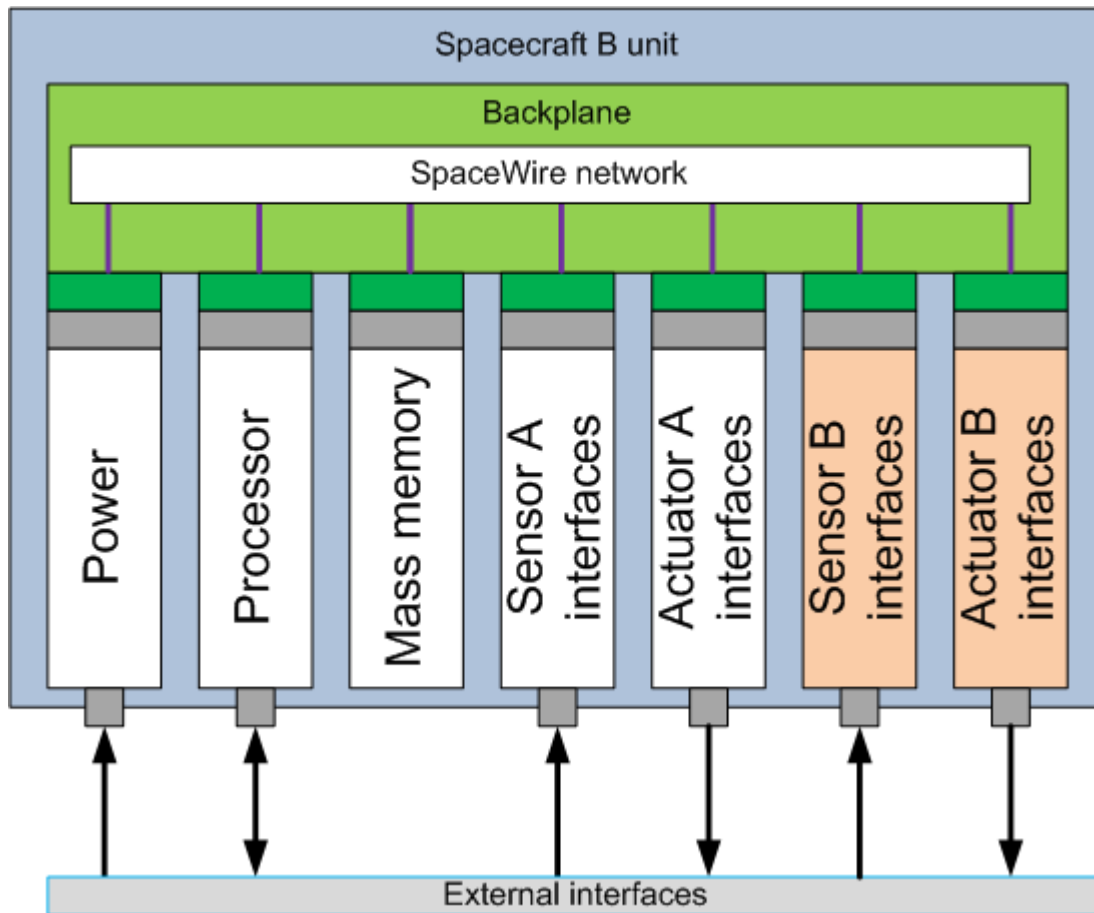 Spacecraft B unit
Backplane
SpaceWire network
Power
Processor
Mass memory
Sensor A
interfaces
Actuator A
interfaces
Sensor B
interfaces
Actuator B
interfaces
External interfaces